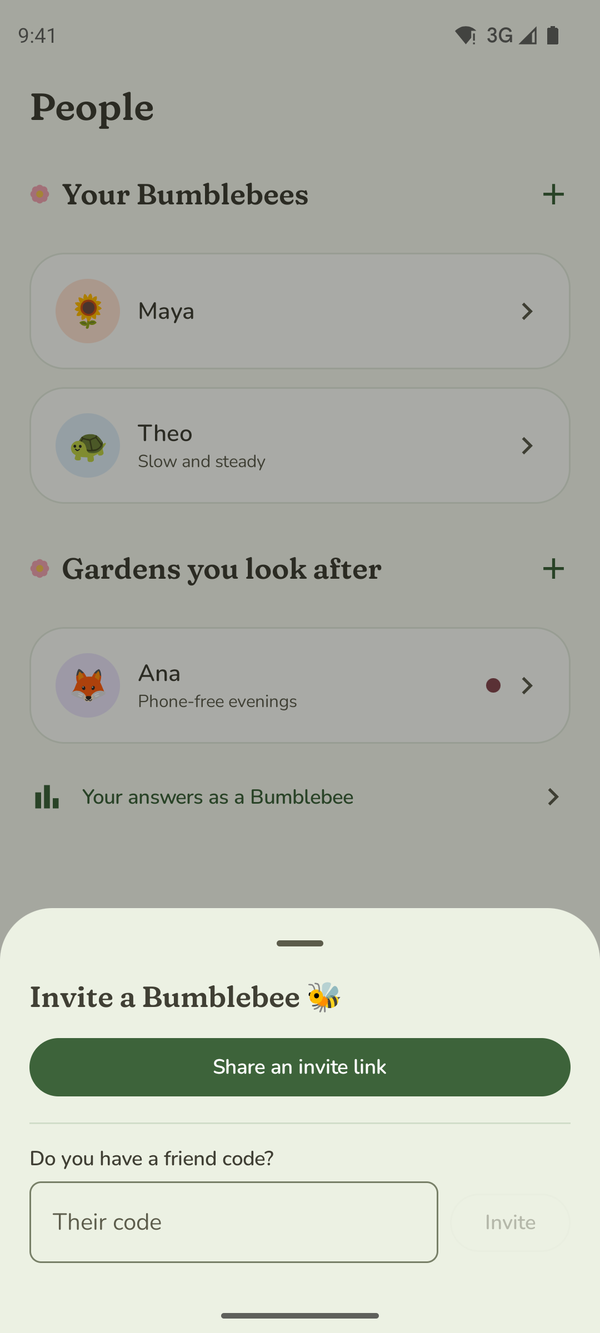 9:41
3G
People
Your Bumblebees
Maya
Theo
Slow and steady
Gardens you look after
Ana
Phone-free evenings
Your answers as a Bumblebee
Invite a Bumblebee 🐝
Share an invite link
Do you have a friend code?
Their code
Invite